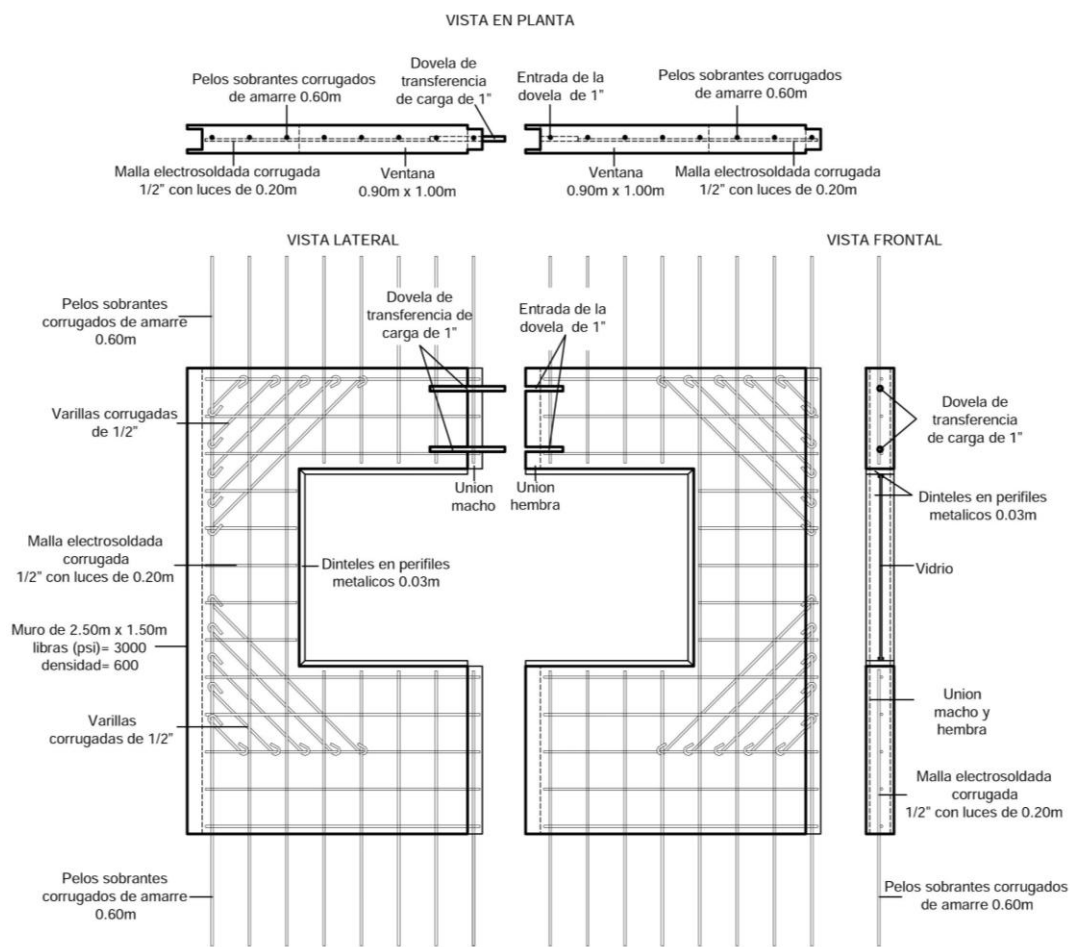 VISTA EN PLANTA
Pelos sobrantes corrugados
de amarre 0.60m
Dovela de
transferencia
de carga de 1"
Entrada de la
dovela de 1"
Pelos sobrantes corrugados
de amarre 0.60m
Malla electrosoldada corrugada
1/2" con luces de 0.20m
Ventana
0.90m x 1.00m
Ventana
0.90m x 1.00m
Malla electrosoldada corrugada
1/2" con luces de 0.20m
VISTA LATERAL
VISTA FRONTAL
Pelos sobrantes
corrugados de amarre
0.60m
Dovela de
transferencia de
carga de 1"
Entrada de la
dovela de 1"
Varillas corrugadas
de 1/2"
Dovela de
transferencia
de carga de 1"
Union
macho
Union
hembra
Dinteles en perifiles
metalicos 0.03m
Malla electrosoldada
corrugada
1/2" con luces de 0.20m
Dinteles en perifiles
metalicos 0.03m
Vidrio
Muro de 2.50m x 1.50m
libras (psi)= 3000
densidad= 600
Varillas
corrugadas de 1/2"
Union
macho y
hembra
Malla electrosoldada
corrugada
1/2" con luces de 0.20m
Pelos sobrantes
corrugados de amarre
0.60m
Pelos sobrantes corrugados
de amarre 0.60m